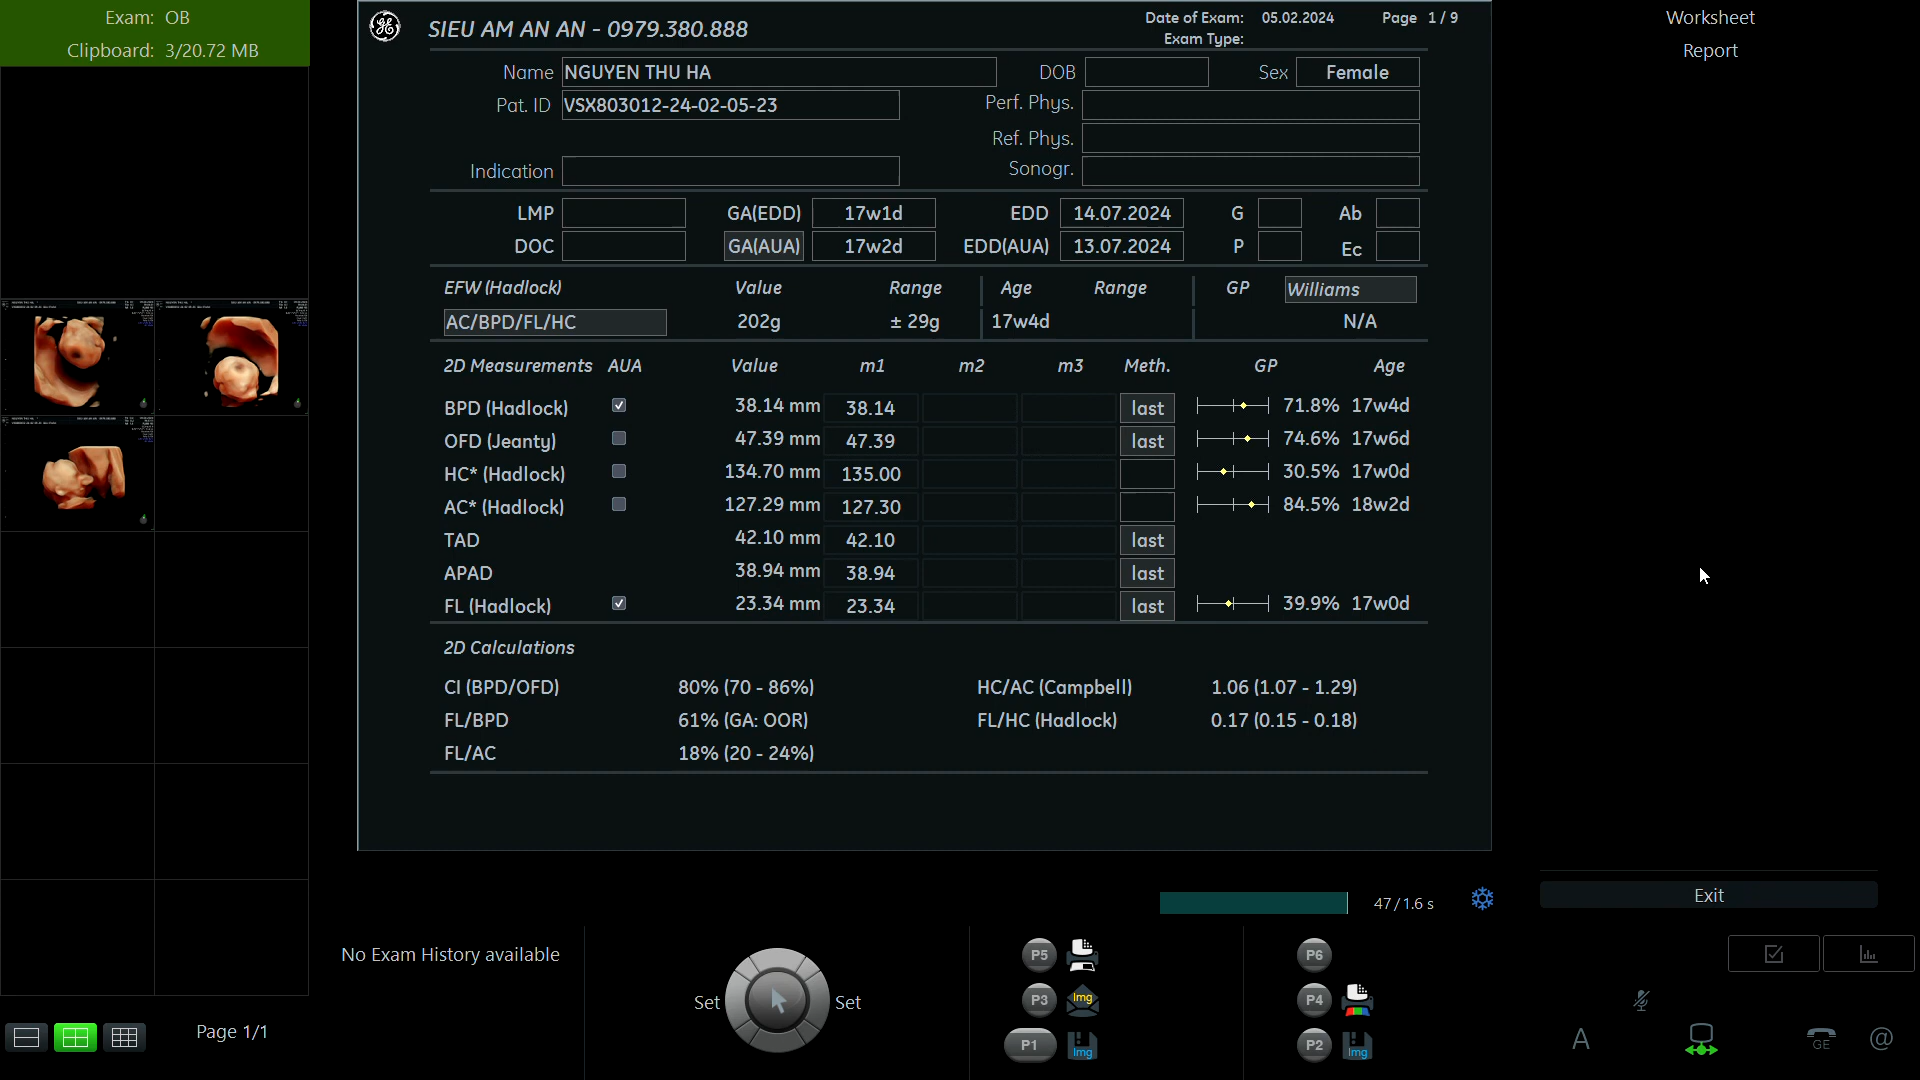 Exam: OB
Clipboard: 3/20.72 MB
SIEU AM AN AN - 0979.380.888
Date of Exam: 05.02.2024 Page 1 / 9
Exam Type:
Name NGUYEN THU HA DOB Sex Female
Pat. ID VSX803012-24-02-05-23 Perf. Phys.
Ref. Phys.
Indication Sonogr.
LMP GA(EDD) 17w1d EDD 14.07.2024 G Ab
DOC GA(AUA) 17w2d EDD(AUA) 13.07.2024 P Ec
EFW (Hadlock) Value Range Age Range GP Williams
AC/BPD/FL/HC 202g ± 29g 17w4d N/A
2D Measurements AUA Value m1 m2 m3 Meth. GP Age
BPD (Hadlock) 38.14 mm 38.14 last 71.8% 17w4d
OFD (Jeanty) 47.39 mm 47.39 last 74.6% 17w6d
HC* (Hadlock) 134.70 mm 135.00 30.5% 17w0d
AC* (Hadlock) 127.29 mm 127.30 84.5% 18w2d
TAD 42.10 mm 42.10 last
APAD 38.94 mm 38.94 last
FL (Hadlock) 23.34 mm 23.34 last 39.9% 17w0d
2D Calculations
CI (BPD/OFD) 80% (70 - 86%) HC/AC (Campbell) 1.06 (1.07 - 1.29)
FL/BPD 61% (GA: OOR) FL/HC (Hadlock) 0.17 (0.15 - 0.18)
FL/AC 18% (20 - 24%)
Worksheet
Report
47 / 1.6 s
Exit
No Exam History available
Set Set
P5 P6
P3 Img P4
P1 Img P2 Img
Page 1/1
A GE @